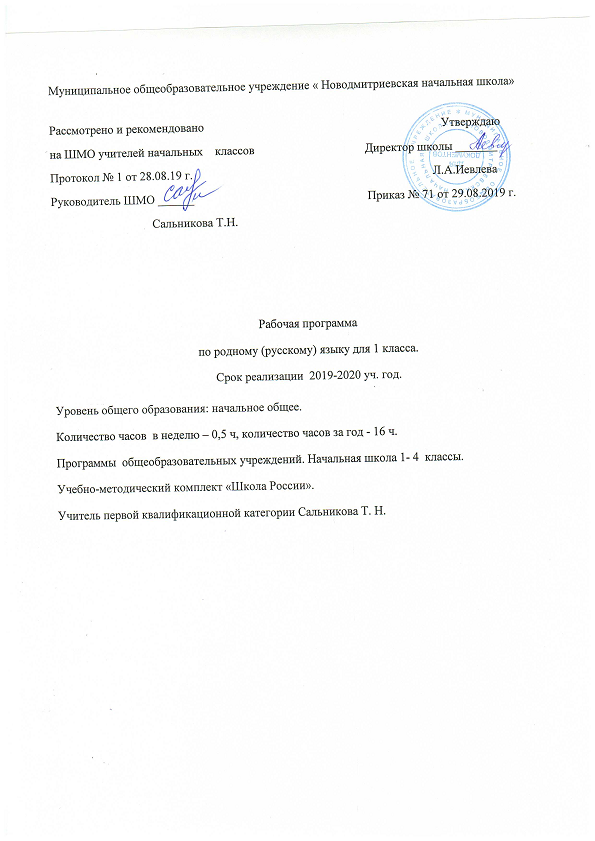 Муниципальное общеобразовательное учреждение « Новодмитриевская начальная школа»
Рассмотрено и рекомендовано
Утверждаю
на ШМО учителей начальных классов
Директор школы
Протокол № 1 от 28.08.19 г.
Л.А.Иевлева
Руководитель ШМО
Приказ № 71 от 29.08.2019 г.
Сальникова Т.Н.
Рабочая программа
по родному (русскому) языку для 1 класса.
Срок реализации 2019-2020 уч. год.
Уровень общего образования: начальное общее.
Количество часов в неделю – 0,5 ч, количество часов за год - 16 ч.
Программы общеобразовательных учреждений. Начальная школа 1- 4 классы.
Учебно-методический комплект «Школа России».
Учитель первой квалификационной категории Сальникова Т. Н.